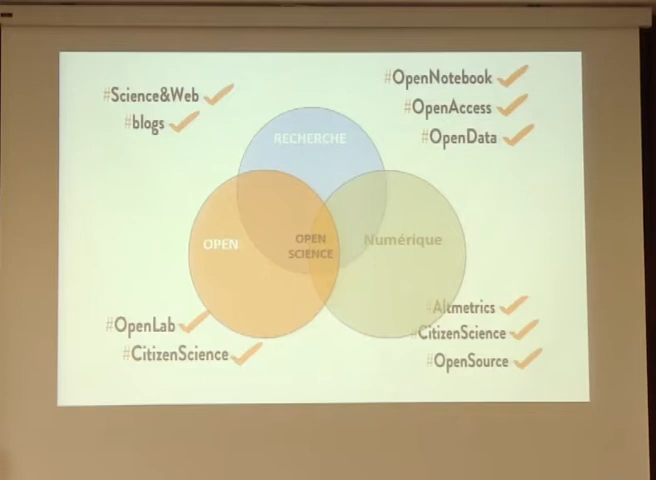 #Science&Web
#blogs
#OpenNotebook
#OpenAccess
#OpenData
RECHERCHE
OPEN
OPEN
SCIENCE
Numérique
#OpenLab
#CitizenScience
#Altmetrics
#CitizenScience
#OpenSource